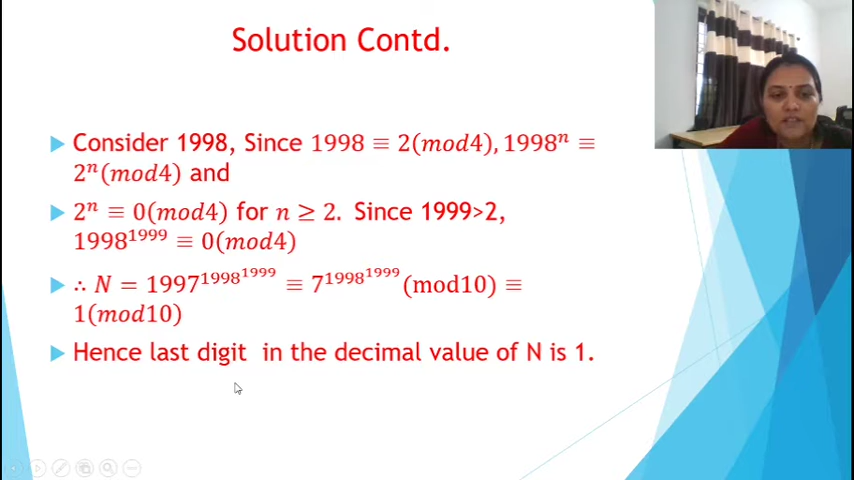 Solution Contd.
Consider 1998, Since 1998 ≡ 2(mod4), 1998ⁿ ≡
2ⁿ(mod4) and
2ⁿ ≡ 0(mod4) for n ≥ 2. Since 1999>2,
1998¹⁹⁹⁹ ≡ 0(mod4)
∴ N = 1997^1998^1999 ≡ 7^1998^1999 (mod10) ≡
1(mod10)
Hence last digit in the decimal value of N is 1.